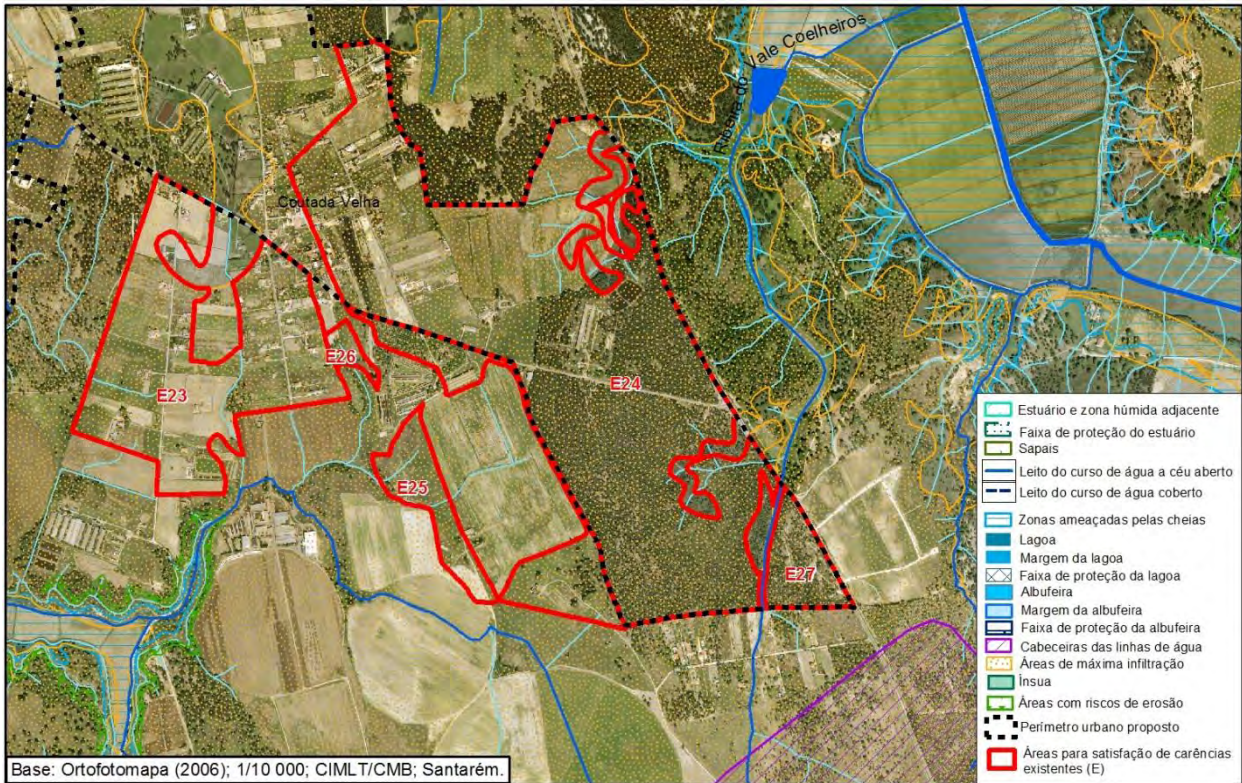 Ribeira do Vale Coelheiros
Coutada Velha
E26
E23
E24
E25
E27
Estuário e zona húmida adjacente
Faixa de proteção do estuário
Sapais
Leito do curso de água a céu aberto
Leito do curso de água coberto
Zonas ameaçadas pelas cheias
Lagoa
Margem da lagoa
Faixa de proteção da lagoa
Albufeira
Margem da albufeira
Faixa de proteção da albufeira
Cabeceiras das linhas de água
Áreas de máxima infiltração
Ínsua
Áreas com riscos de erosão
Perímetro urbano proposto
Áreas para satisfação de carências
existentes (E)
Base: Ortofotomapa (2006); 1/10 000; CIMLT/CMB; Santarém.